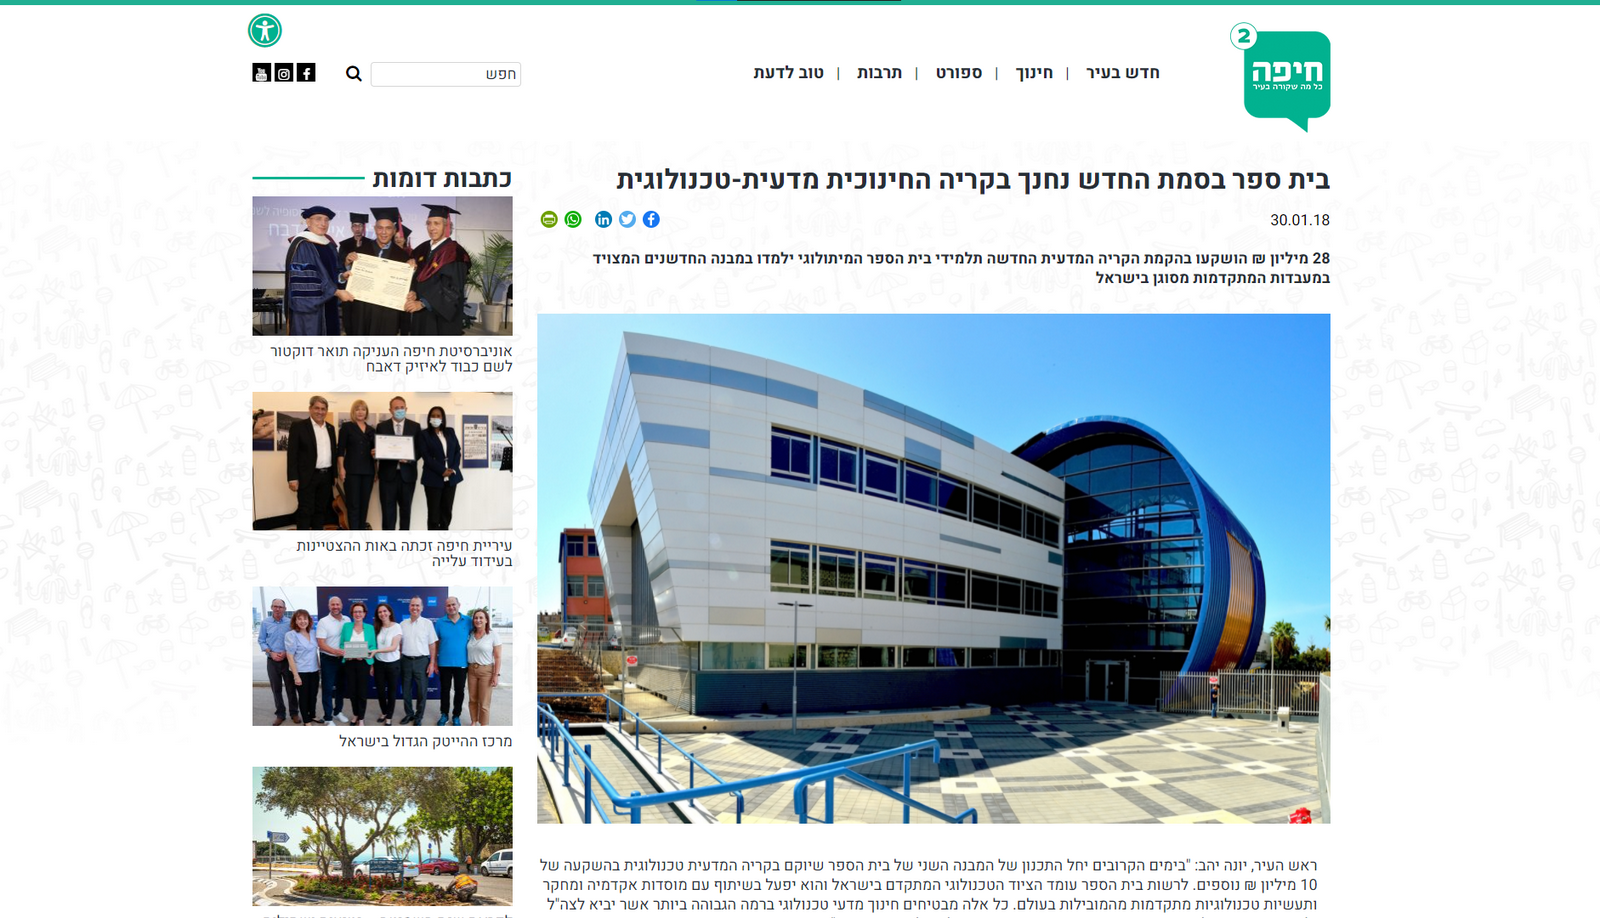 2
חיפה
כל מה שקורה בעיר
חדש בעיר | חינוך | ספורט | תרבות | טוב לדעת
חפש
בית ספר בסמת החדש נחנך בקריה החינוכית מדעית-טכנולוגית
30.01.18
28 מיליון ₪ הושקעו בהקמת הקריה המדעית החדשה תלמידי בית הספר המיתולוגי ילמדו במבנה החדשנים המצויד
במעבדות המתקדמות מסוגן בישראל
ראש העיר, יונה יהב: "בימים הקרובים יחל התכנון של המבנה השני של בית הספר שיוקם בקריה המדעית טכנולוגית בהשקעה של
10 מיליון ₪ נוספים. לרשות בית הספר עומד הציוד הטכנולוגי המתקדם בישראל והוא יפעל בשיתוף עם מוסדות אקדמיה ומחקר
ותעשיות טכנולוגיות מתקדמות מהמובילות בעולם. כל אלה מבטיחים חינוך מדעי טכנולוגי ברמה הגבוהה ביותר אשר יביא לצה"ל
כתבות דומות
אוניברסיטת חיפה העניקה תואר דוקטור
לשם כבוד לאיזיק דאבח
עיריית חיפה זכתה באות ההצטיינות
בעידוד עלייה
מרכז ההייטק הגדול בישראל